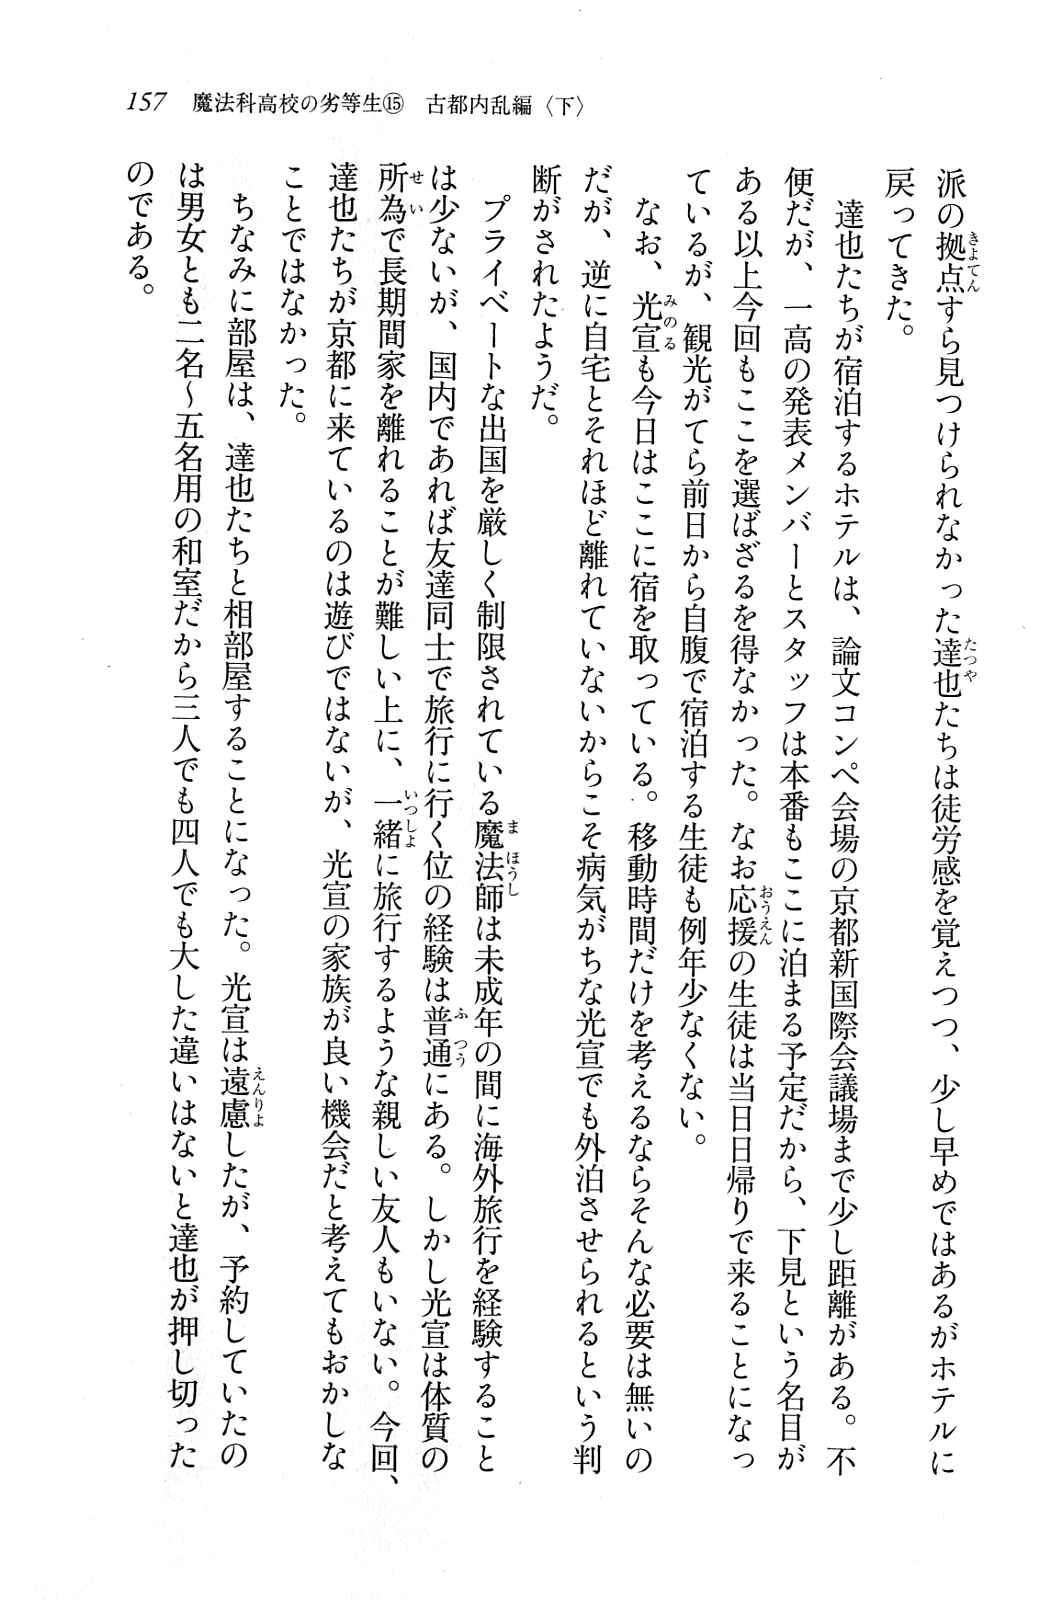 157 魔法科高校の劣等生⑮ 古都内乱編〈下〉
派の拠点すら見つけられなかった達也たちは徒労感を覚えつつ、少し早めではあるがホテルに
戻ってきた。
達也たちが宿泊するホテルは、論文コンペ会場の京都新国際会議場まで少し距離がある。不
便だが、一高の発表メンバーとスタッフは本番もここに泊まる予定だから、下見という名目が
ある以上今回もここを選ばざるを得なかった。なお応援の生徒は当日日帰りで来ることになっ
ているが、観光がてら前日から自腹で宿泊する生徒も例年少なくない。
なお、光宣も今日はここに宿を取っている。移動時間だけを考えるならそんな必要は無いの
だが、逆に自宅とそれほど離れていないからこそ病気がちな光宣でも外泊させられるという判
断がされたようだ。
プライベートな出国を厳しく制限されている魔法師は未成年の間に海外旅行を経験すること
は少ないが、国内であれば友達同士で旅行に行く位の経験は普通にある。しかし光宣は体質の
所為で長期間家を離れることが難しい上に、一緒に旅行するような親しい友人もいない。今回、
達也たちが京都に来ているのは遊びではないが、光宣の家族が良い機会だと考えてもおかしな
ことではなかった。
ちなみに部屋は、達也たちと相部屋することになった。光宣は遠慮したが、予約していたの
は男女とも二名～五名用の和室だから三人でも四人でも大した違いはないと達也が押し切った
のである。